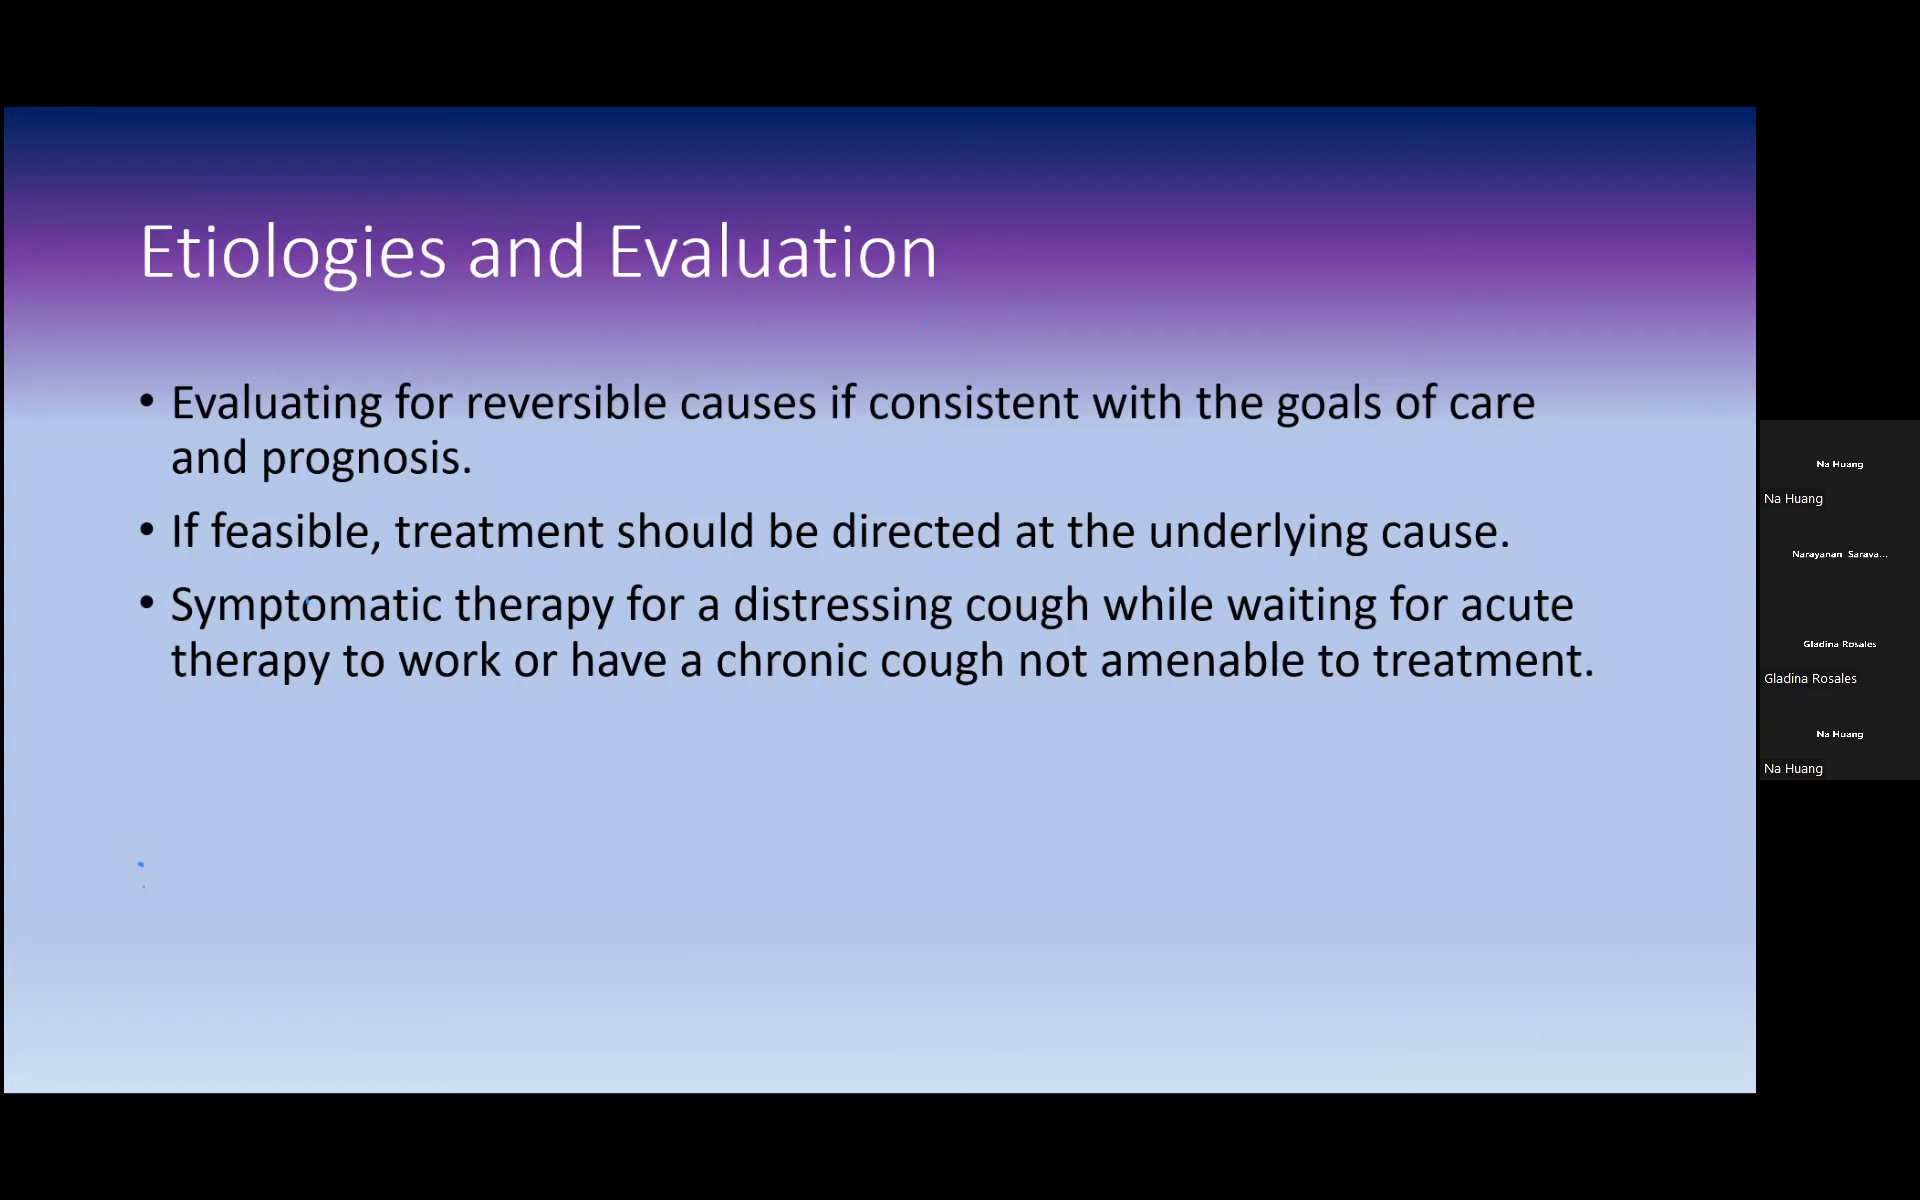 Etiologies and Evaluation
• Evaluating for reversible causes if consistent with the goals of care
and prognosis.
• If feasible, treatment should be directed at the underlying cause.
• Symptomatic therapy for a distressing cough while waiting for acute
therapy to work or have a chronic cough not amenable to treatment.
Na Huang
Na Huang
Narayanan Sarava...
Gladina Rosales
Gladina Rosales
Na Huang
Na Huang